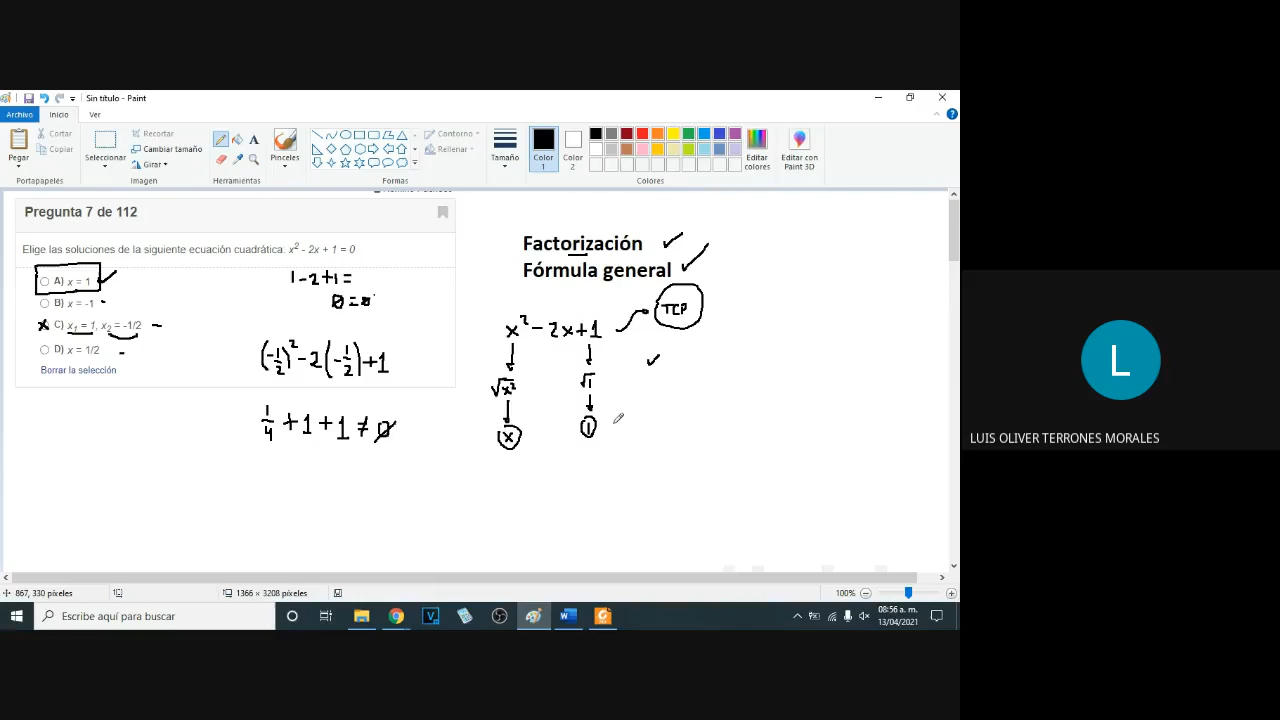 Sin título - Paint
Archivo
Inicio
Ver
Pegar
Cortar
Copiar
Portapapeles
Seleccionar
Recortar
Cambiar tamaño
Girar
Imagen
Herramientas
Pinceles
Contorno
Rellenar
Formas
Tamaño
Color 1
Color 2
Editar colores
Editar con Paint 3D
Colores
Pregunta 7 de 112
Elige las soluciones de la siguiente ecuación cuadrática. x² - 2x + 1 = 0
A) x = 1
B) x = -1
C) x₁ = 1, x₂ = -1/2
D) x = 1/2
Borrar la selección
1-2+1=
0=0
(-1/2)²-2(-1/2)+1
1/4+1+1≠0
Factorización
Fórmula general
x²-2x+1
TCP
√x²
√1
x
1
L
LUIS OLIVER TERRONES MORALES
867, 330 píxeles
1366 × 3208 píxeles
100%
Escribe aquí para buscar
08:56 a. m.
13/04/2021